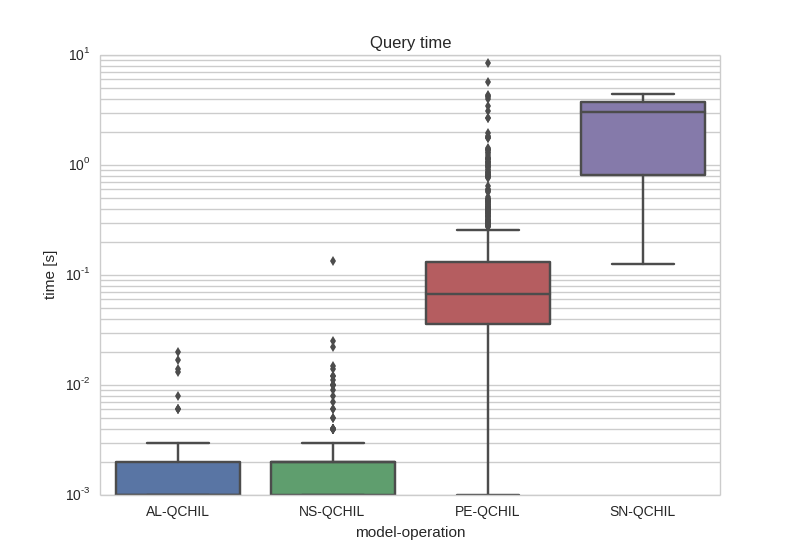 Query time
10¹
10⁰
10⁻¹
10⁻²
10⁻³
time [s]
AL-QCHIL NS-QCHIL PE-QCHIL SN-QCHIL
model-operation